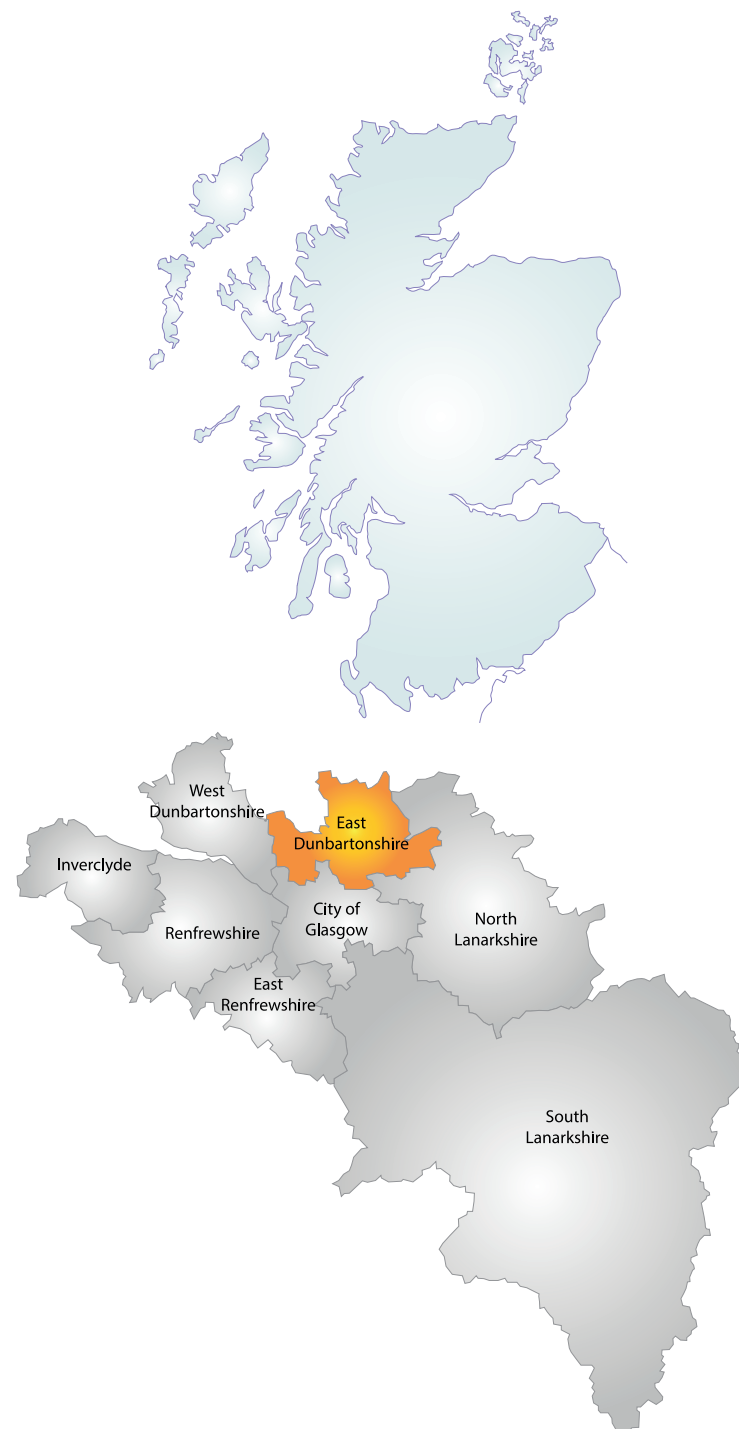 West
Dunbartonshire
East
Dunbartonshire
Inverclyde
Renfrewshire
City of
Glasgow
North
Lanarkshire
East
Renfrewshire
South
Lanarkshire